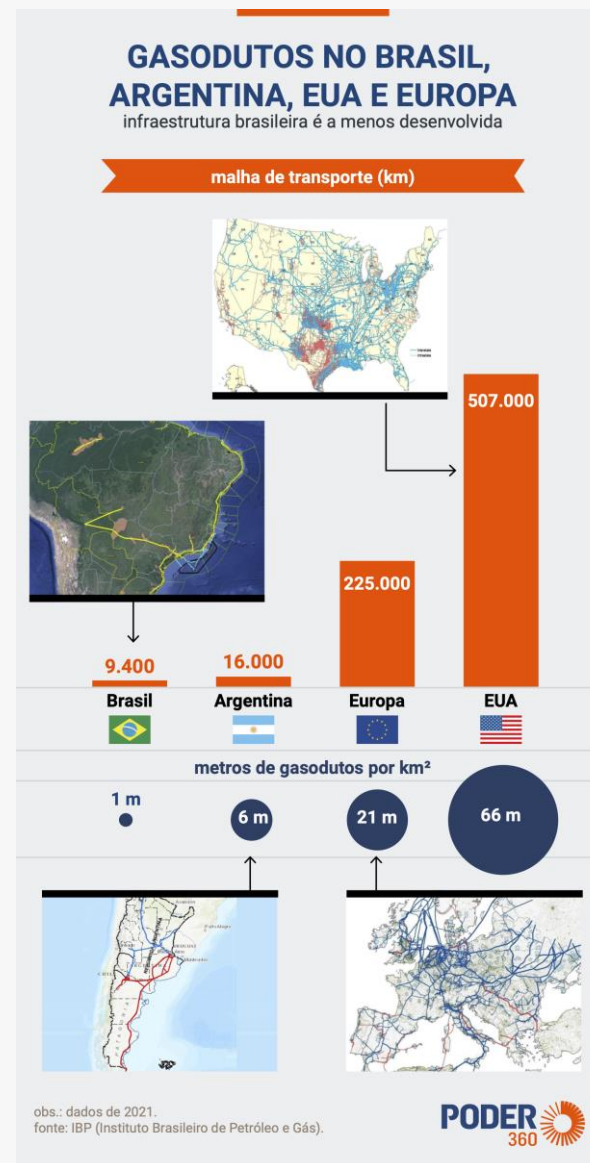 GASODUTOS NO BRASIL,
ARGENTINA, EUA E EUROPA
infraestrutura brasileira é a menos desenvolvida
malha de transporte (km)
507.000
225.000
9.400
16.000
Brasil
Argentina
Europa
EUA
metros de gasodutos por km²
1 m
6 m
21 m
66 m
obs.: dados de 2021.
fonte: IBP (Instituto Brasileiro de Petróleo e Gás).
PODER
360